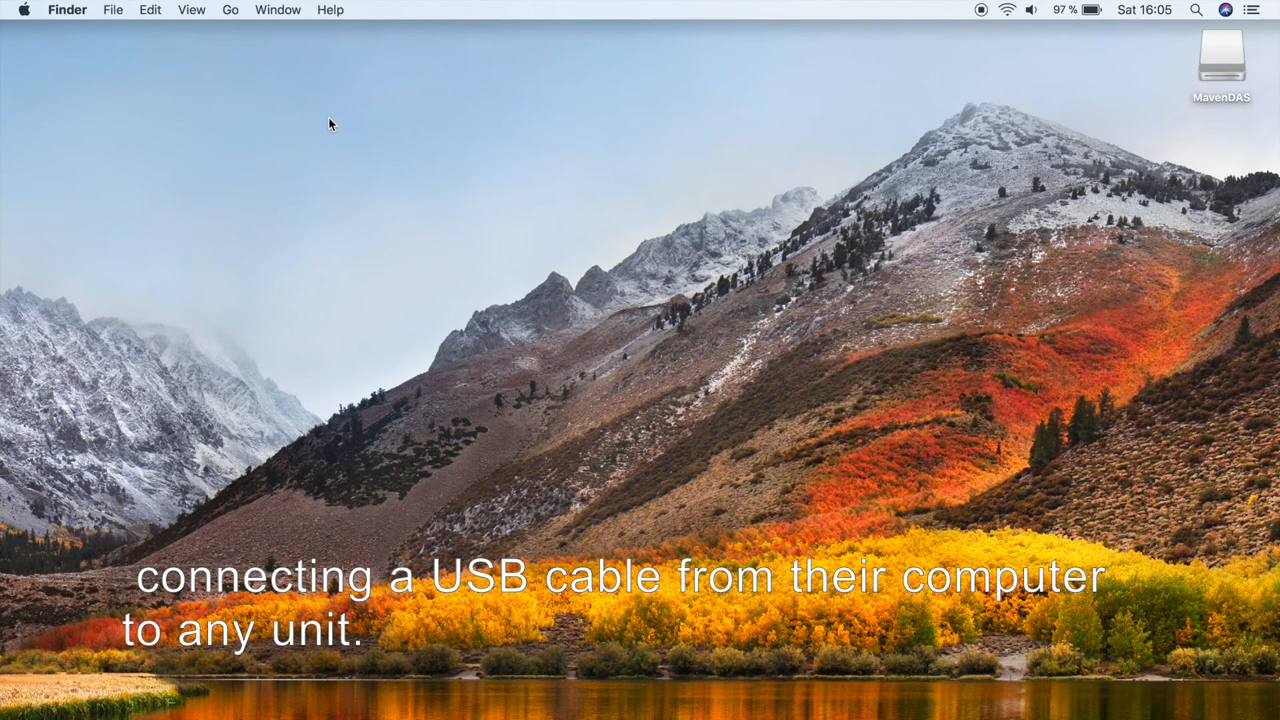 Finder File Edit View Go Window Help 97 % Sat 16:05
MavenDAS
connecting a USB cable from their computer
to any unit.